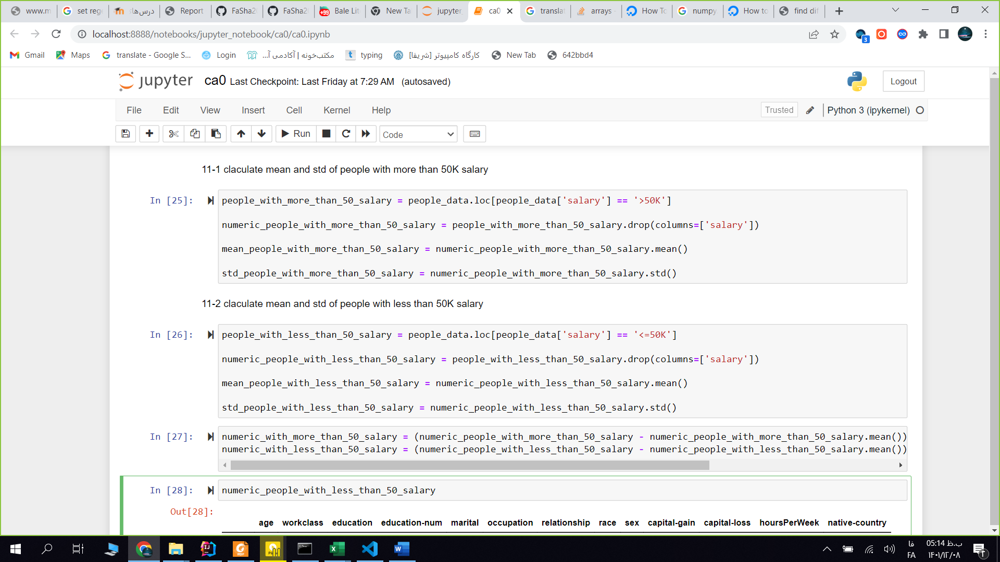 www.m
set reg
درس‌ها
Report
FaSha2
FaSha2
Bale Lit
New Ta
jupyter
ca0
translat
arrays
How To
numpy
How to
find dif
localhost:8888/notebooks/jupyter_notebook/ca0/ca0.ipynb
3
Gmail
Maps
translate - Google S...
Login
مکتب‌خونه | آکادمی آ...
typing
کارگاه کامپیوتر [شریفا]
New Tab
642bbd4
jupyter ca0 Last Checkpoint: Last Friday at 7:29 AM (autosaved)
Logout
File Edit View Insert Cell Kernel Help
Trusted
Python 3 (ipykernel)
Run
Code
11-1 claculate mean and std of people with more than 50K salary
In [25]: people_with_more_than_50_salary = people_data.loc[people_data['salary'] == '>50K']
numeric_people_with_more_than_50_salary = people_with_more_than_50_salary.drop(columns=['salary'])
mean_people_with_more_than_50_salary = numeric_people_with_more_than_50_salary.mean()
std_people_with_more_than_50_salary = numeric_people_with_more_than_50_salary.std()
11-2 claculate mean and std of people with less than 50K salary
In [26]: people_with_less_than_50_salary = people_data.loc[people_data['salary'] == '<=50K']
numeric_people_with_less_than_50_salary = people_with_less_than_50_salary.drop(columns=['salary'])
mean_people_with_less_than_50_salary = numeric_people_with_less_than_50_salary.mean()
std_people_with_less_than_50_salary = numeric_people_with_less_than_50_salary.std()
In [27]: numeric_with_more_than_50_salary = (numeric_people_with_more_than_50_salary - numeric_people_with_more_than_50_salary.mean())
numeric_with_less_than_50_salary = (numeric_people_with_less_than_50_salary - numeric_people_with_less_than_50_salary.mean())
In [28]: numeric_people_with_less_than_50_salary
Out[28]:
age workclass education education-num marital occupation relationship race sex capital-gain capital-loss hoursPerWeek native-country
فا
FA
05:14 ب.ظ
۱۴۰۱/۱۲/۰۸
۲